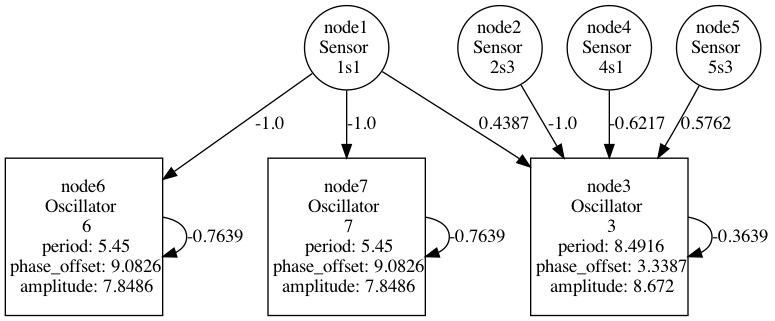 node1
Sensor
1s1
node2
Sensor
2s3
node4
Sensor
4s1
node5
Sensor
5s3
-1.0
-1.0
0.4387
-1.0
-0.6217
0.5762
node6
Oscillator
6
period: 5.45
phase_offset: 9.0826
amplitude: 7.8486
-0.7639
node7
Oscillator
7
period: 5.45
phase_offset: 9.0826
amplitude: 7.8486
-0.7639
node3
Oscillator
3
period: 8.4916
phase_offset: 3.3387
amplitude: 8.672
-0.3639